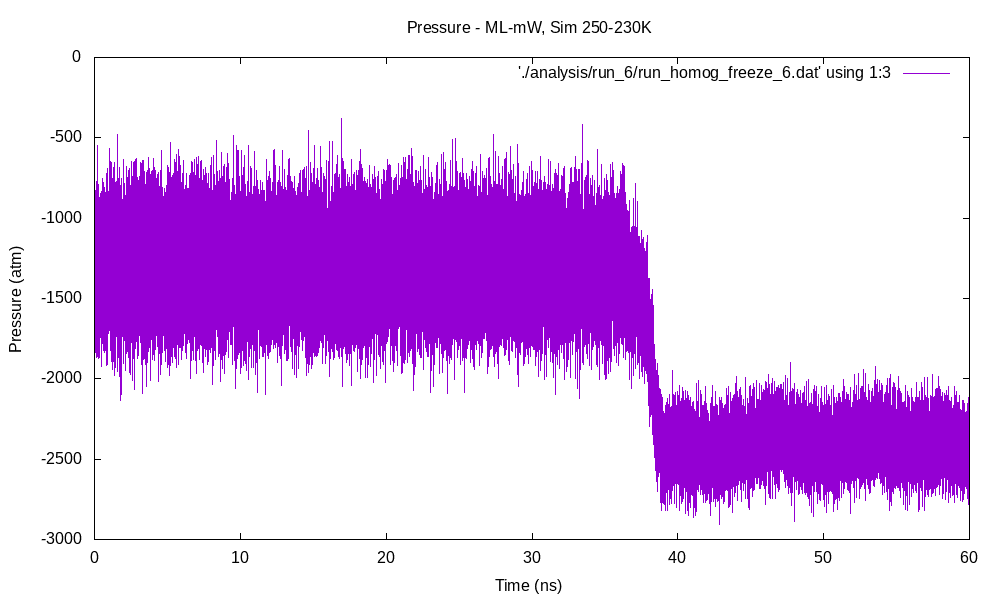 Pressure - ML-mW, Sim 250-230K
'./analysis/run_6/run_homog_freeze_6.dat' using 1:3
0
-500
-1000
-1500
-2000
-2500
-3000
Pressure (atm)
0 10 20 30 40 50 60
Time (ns)